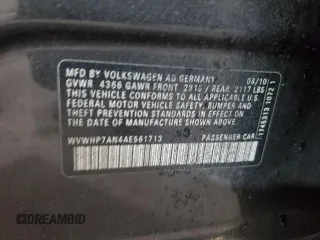 MFD. BY VOLKSWAGEN AG GERMANY 04/10
GVWR 4366 GAWR FRONT / REAR 2117 LBS
THIS VEHICLE CONFORMS TO ALL APPLICABLE U.S.
FEDERAL MOTOR VEHICLE SAFETY, BUMPER, AND
THEFT PREVENTION STANDARDS IN EFFECT ON THE
DATE OF MANUFACTURE SHOWN ABOVE.
PASSENGER CAR
© DREAMBID
DREAMBID.COM